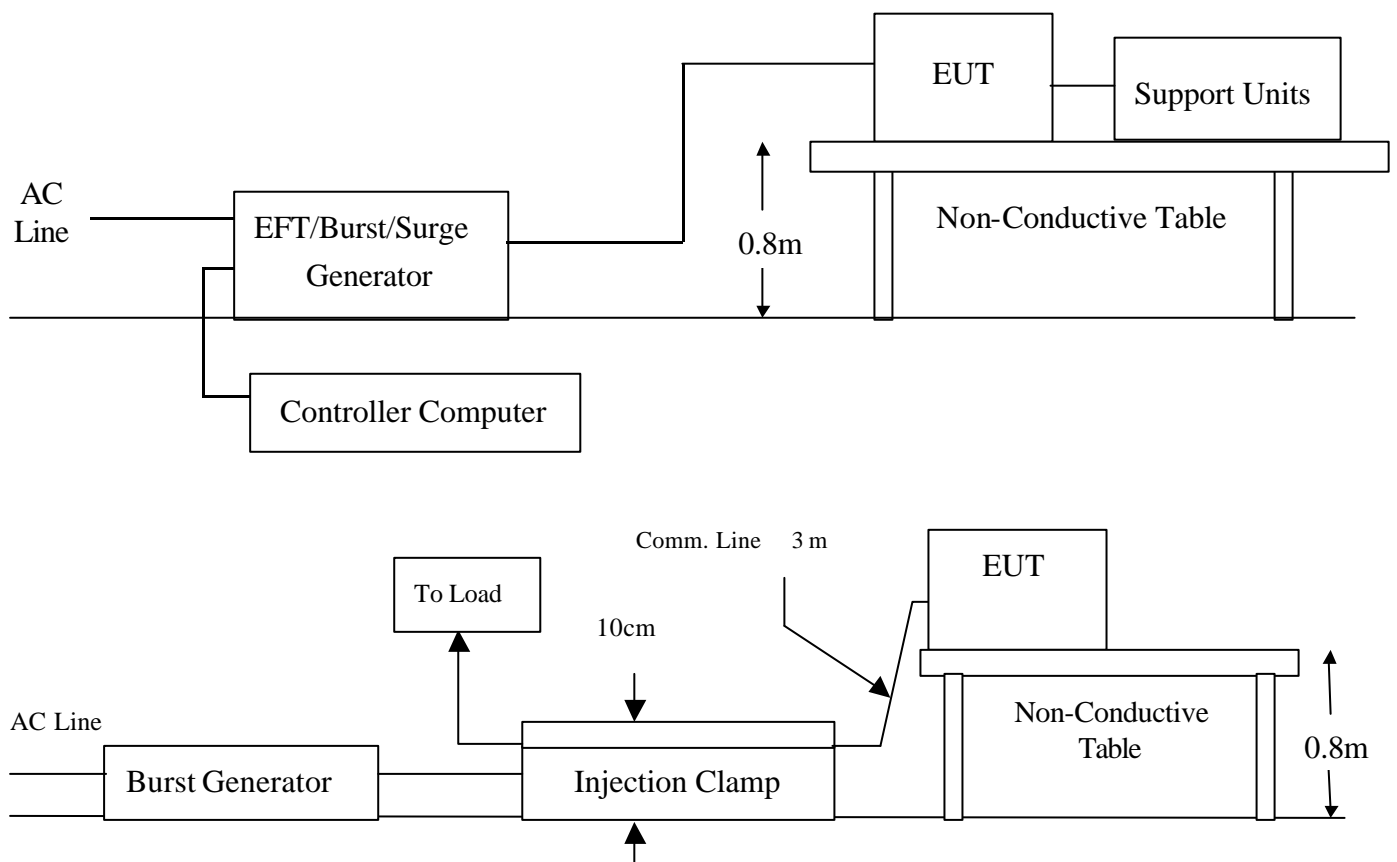 EUT
Support Units
AC
Line
EFT/Burst/Surge
Generator
0.8m
Non-Conductive Table
Controller Computer
Comm. Line 3 m
EUT
To Load
10cm
AC Line
Non-Conductive
Table
0.8m
Burst Generator
Injection Clamp